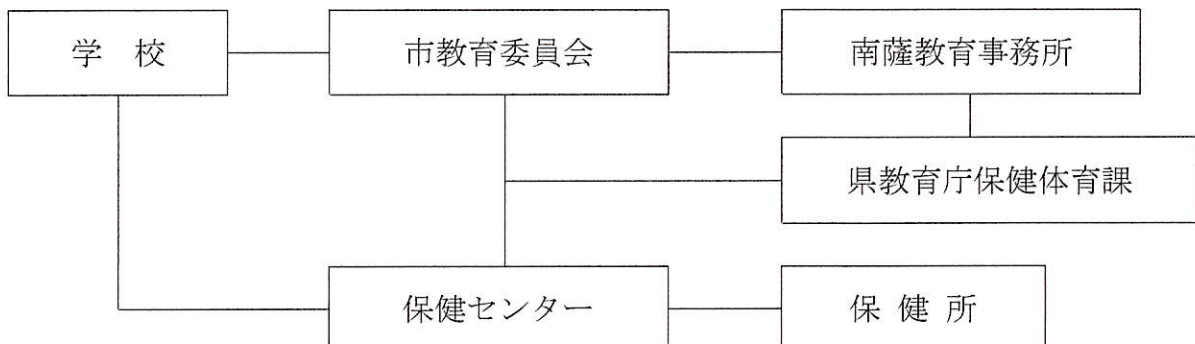 学 校
市教育委員会
南薩教育事務所
県教育庁保健体育課
保健センター
保 健 所